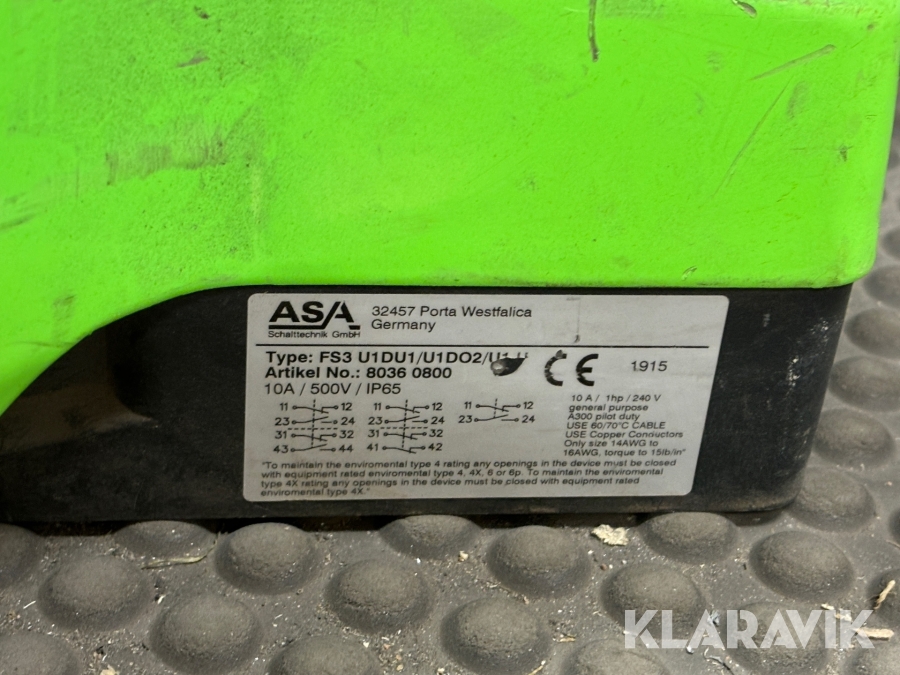 ASA
Schalttechnik GmbH
32457 Porta Westfalica
Germany
Type: FS3 U1DU1/U1DO2/
Artikel No.: 8036 0800
CE
1915
10A / 500V / IP65
11 12 11 12 11 12
23 24 23 24 23 24
31 32 31 32
43 44 41 42
10 A / 1hp / 240 V
general purpose
A300 pilot duty
USE 60/70°C CABLE
USE Copper Conductors
Only size 14AWG to
16AWG, torque to 15lb/in"
"To maintain the enviromental type 4 rating any openings in the device must be closed
with equipment rated enviromental type 4, 4X, 6 or 6p. To maintain the enviromental
type 4X rating any openings in the device must be closed with equipment rated
enviromental type 4X."
KLARAVIK